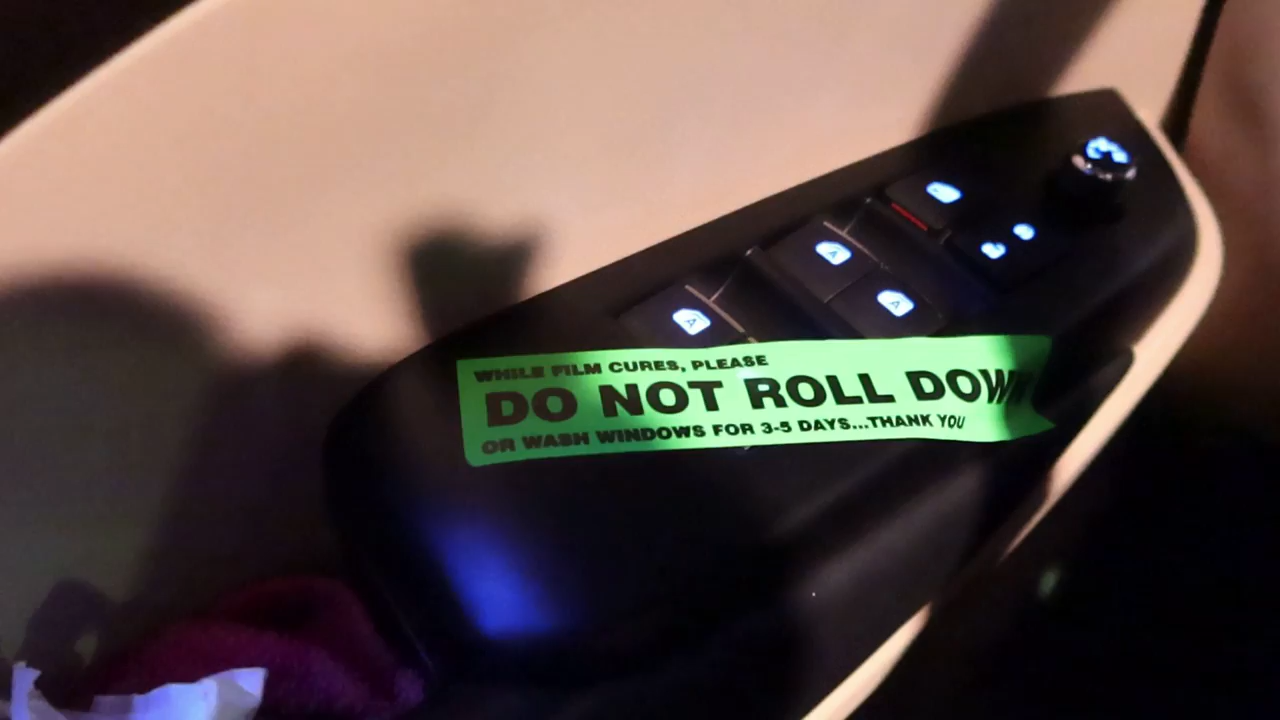 WHILE FILM CURES, PLEASE
DO NOT ROLL DOWN
OR WASH WINDOWS FOR 3-5 DAYS...THANK YOU
A
A
A